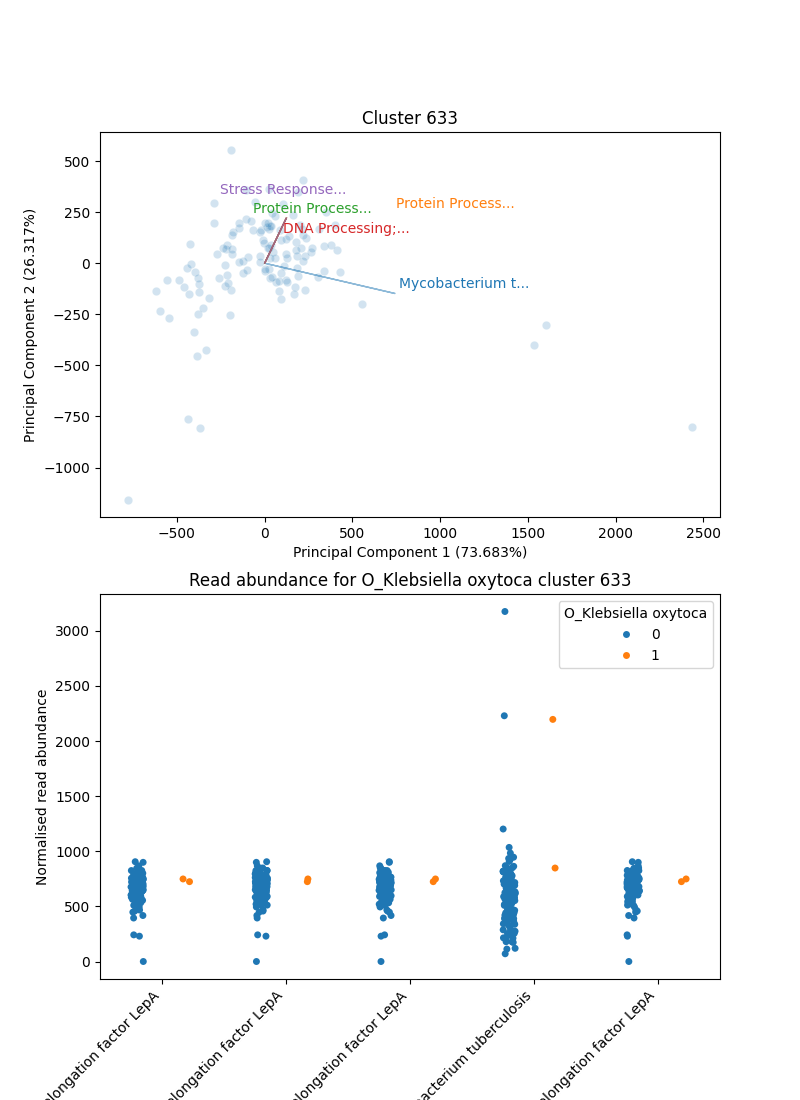 Cluster 633
500
250
0
−250
−500
−750
−1000
Principal Component 2 (26.317%)
Stress Response...
Protein Process...
Protein Process...
DNA Processing;...
Mycobacterium t...
−500
0
500
1000
1500
2000
2500
Principal Component 1 (73.683%)
Read abundance for O_Klebsiella oxytoca cluster 633
3000
2500
2000
1500
1000
500
0
Normalised read abundance
O_Klebsiella oxytoca
0
1
longation factor LepA
longation factor LepA
longation factor LepA
bacterium tuberculosis
longation factor LepA